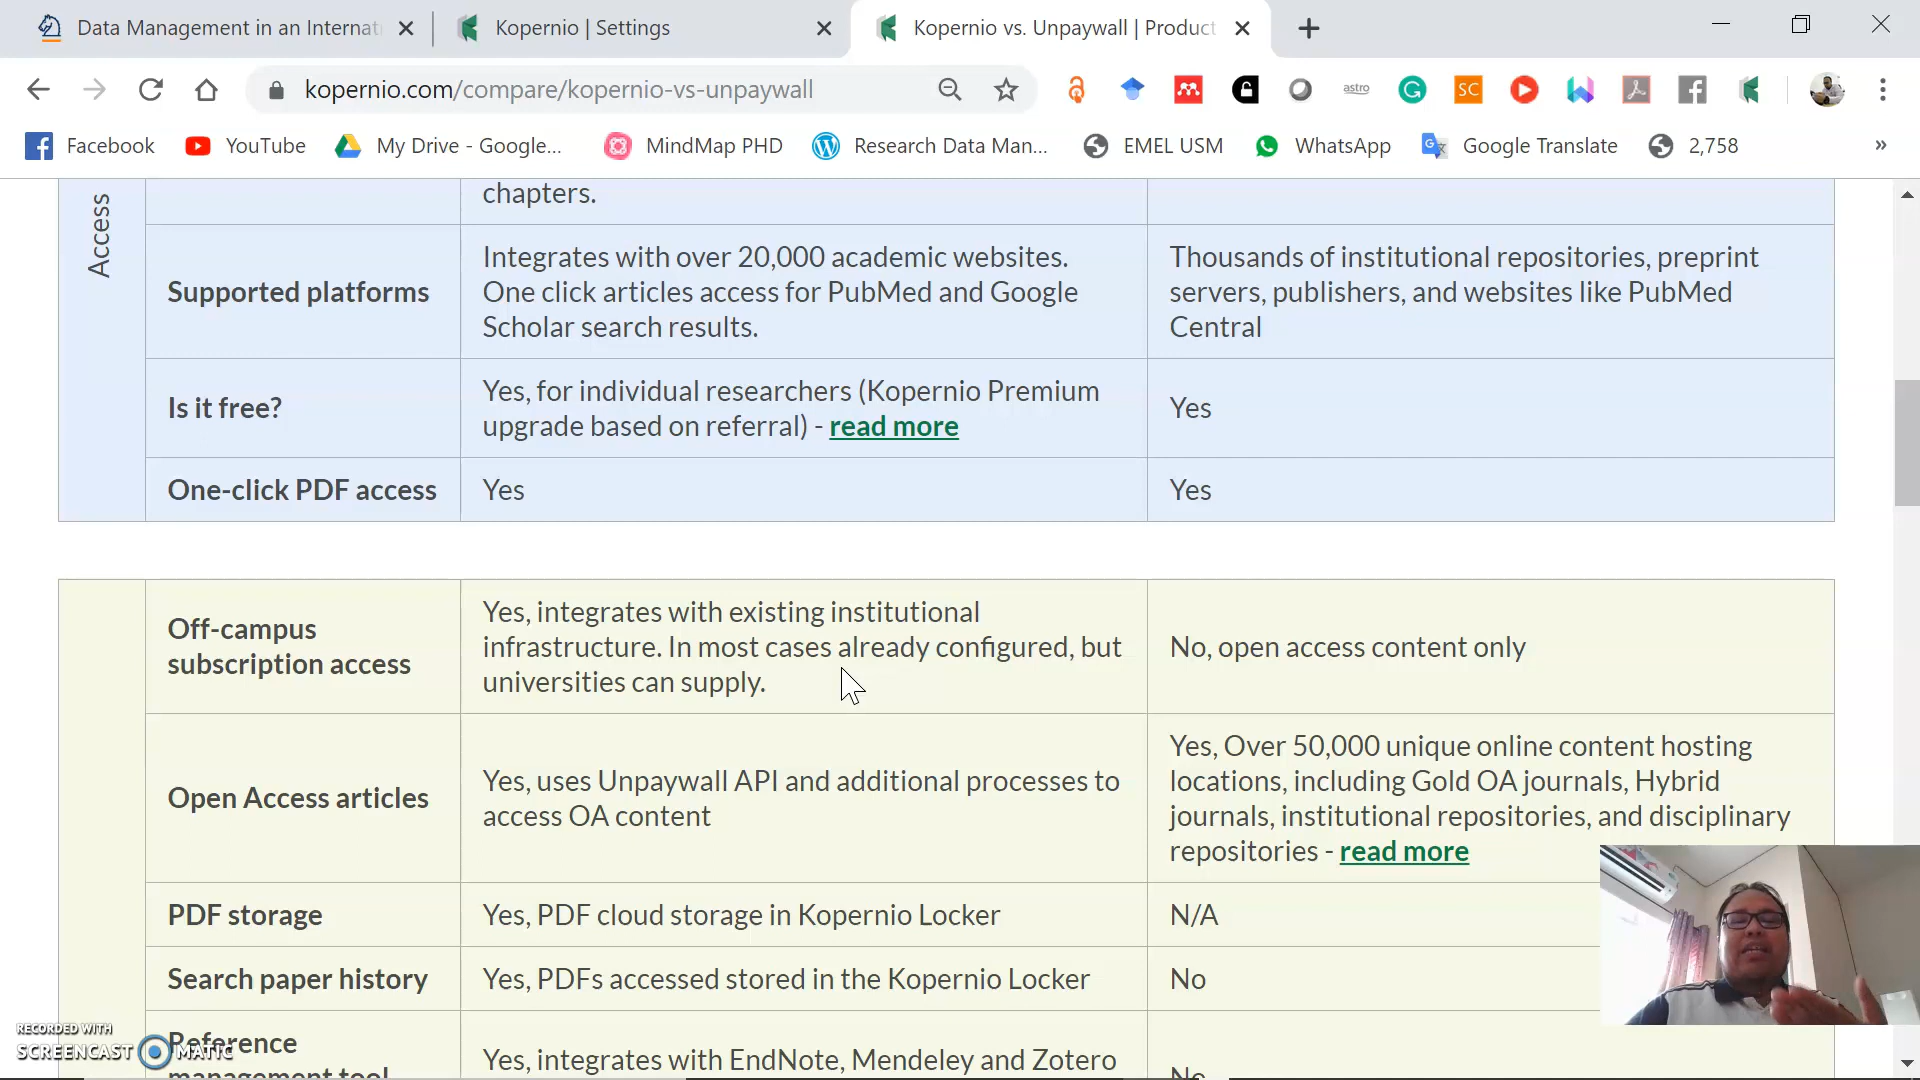 Data Management in an Internat
Kopernio | Settings
Kopernio vs. Unpaywall | Product
kopernio.com/compare/kopernio-vs-unpaywall
astro
SC
Facebook
YouTube
My Drive - Google...
MindMap PHD
Research Data Man...
EMEL USM
WhatsApp
Google Translate
2,758
»
Access
chapters.
Supported platforms
Integrates with over 20,000 academic websites.
One click articles access for PubMed and Google
Scholar search results.
Thousands of institutional repositories, preprint
servers, publishers, and websites like PubMed
Central
Is it free?
Yes, for individual researchers (Kopernio Premium
upgrade based on referral) - read more
Yes
One-click PDF access
Yes
Yes
Off-campus
subscription access
Yes, integrates with existing institutional
infrastructure. In most cases already configured, but
universities can supply.
No, open access content only
Open Access articles
Yes, uses Unpaywall API and additional processes to
access OA content
Yes, Over 50,000 unique online content hosting
locations, including Gold OA journals, Hybrid
journals, institutional repositories, and disciplinary
repositories - read more
PDF storage
Yes, PDF cloud storage in Kopernio Locker
N/A
Search paper history
Yes, PDFs accessed stored in the Kopernio Locker
No
Reference
management tool
Yes, integrates with EndNote, Mendeley and Zotero
No
RECORDED WITH
SCREENCAST MATIC